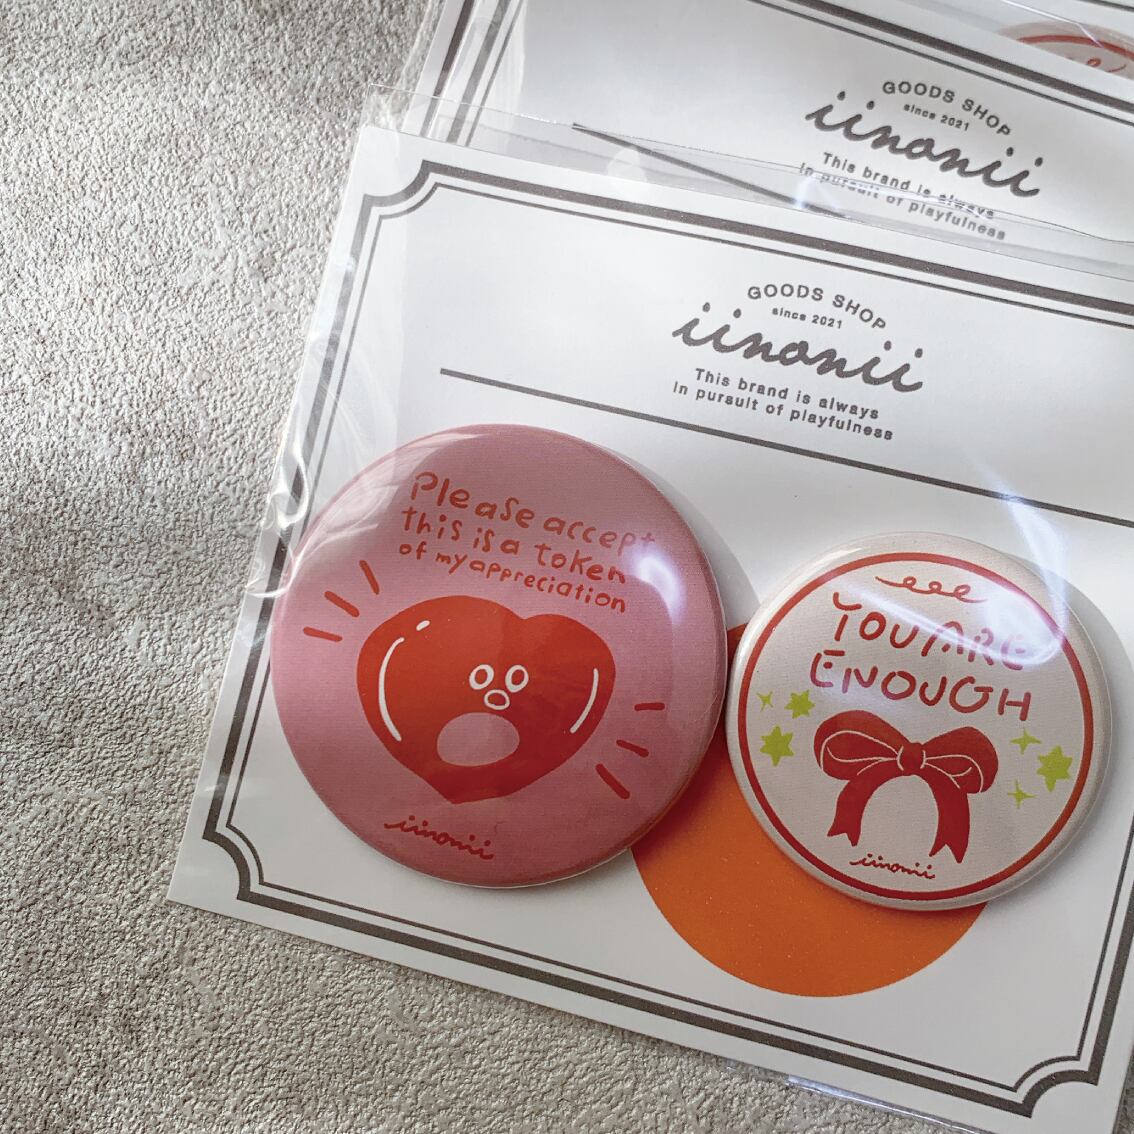 GOODS SHOP
since 2021
iinonii
This brand is always
in pursuit of playfulness
GOODS SHOP
since 2021
iinonii
This brand is always
in pursuit of playfulness
Please accept
this is a token
of my appreciation
iinonii
YOU ARE
ENOUGH
iinonii